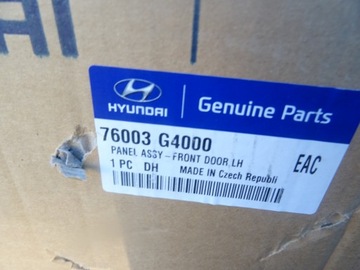 HYUNDAI
Genuine Parts
76003 G4000
PANEL ASSY-FRONT DOOR,LH
1 PC DH MADE IN Czech Republi
EAC